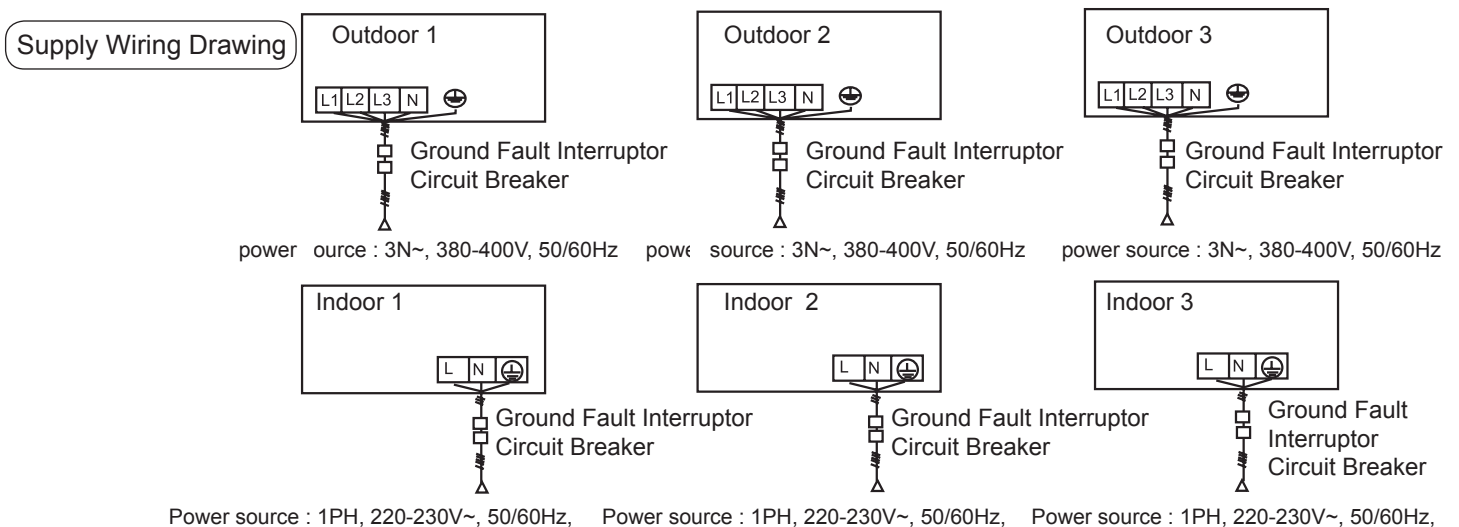 Supply Wiring Drawing
Outdoor 1
L1 L2 L3 N
Ground Fault Interruptor
Circuit Breaker
power ource : 3N~, 380-400V, 50/60Hz
Outdoor 2
L1 L2 L3 N
Ground Fault Interruptor
Circuit Breaker
powe source : 3N~, 380-400V, 50/60Hz
Outdoor 3
L1 L2 L3 N
Ground Fault Interruptor
Circuit Breaker
power source : 3N~, 380-400V, 50/60Hz
Indoor 1
L N
Ground Fault Interruptor
Circuit Breaker
Power source : 1PH, 220-230V~, 50/60Hz,
Indoor 2
L N
Ground Fault Interruptor
Circuit Breaker
Power source : 1PH, 220-230V~, 50/60Hz,
Indoor 3
L N
Ground Fault
Interruptor
Circuit Breaker
Power source : 1PH, 220-230V~, 50/60Hz,